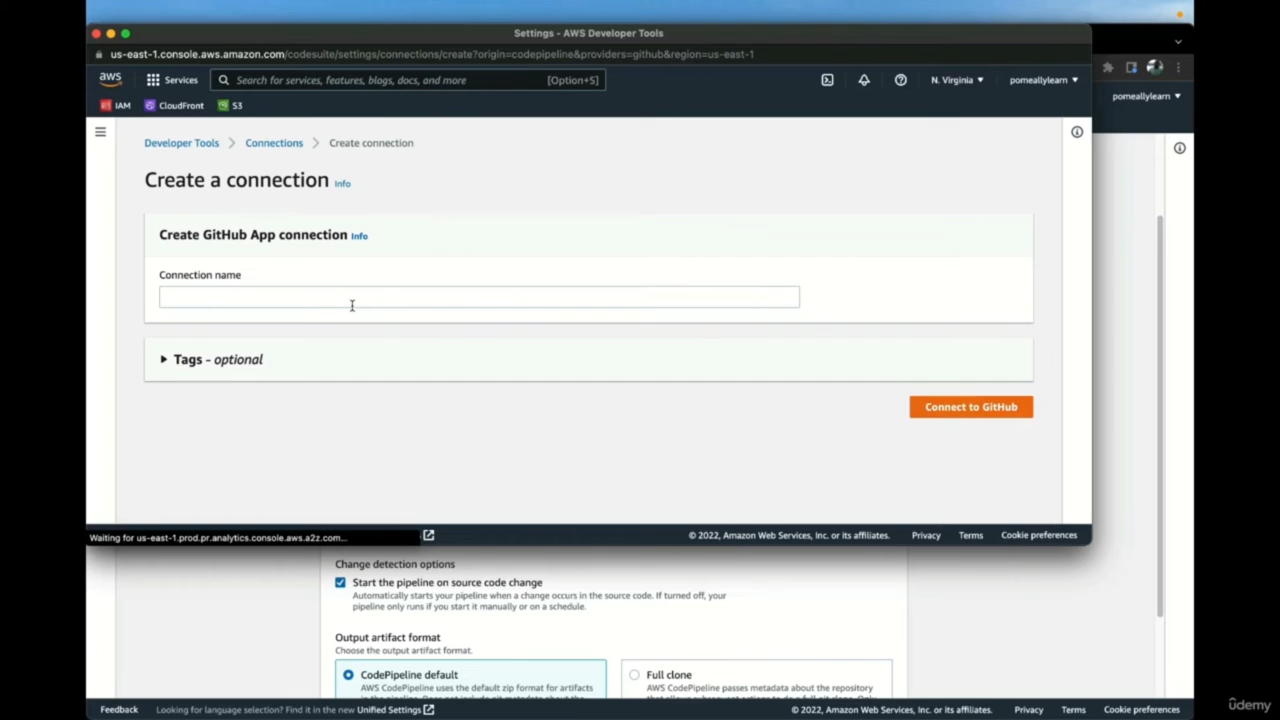 Settings - AWS Developer Tools
us-east-1.console.aws.amazon.com/codesuite/settings/connections/create?origin=codepipeline&providers=github&region=us-east-1
aws
Services
Search for services, features, blogs, docs, and more
[Option+S]
N. Virginia
pomeallylearn
IAM
CloudFront
S3
pomeallylearn
Developer Tools
Connections
Create connection
Create a connection Info
Create GitHub App connection Info
Connection name
Tags - optional
Connect to GitHub
Waiting for us-east-1.prod.pr.analytics.console.aws.a2z.com...
© 2022, Amazon Web Services, Inc. or its affiliates.
Privacy
Terms
Cookie preferences
Change detection options
Start the pipeline on source code change
Automatically starts your pipeline when a change occurs in the source code. If turned off, your
pipeline only runs if you start it manually or on a schedule.
Output artifact format
Choose the output artifact format.
CodePipeline default
AWS CodePipeline uses the default zip format for artifacts
Full clone
AWS CodePipeline passes metadata about the repository
Feedback
Looking for language selection? Find it in the new Unified Settings
© 2022, Amazon Web Services, Inc. or its affiliates.
Privacy
Terms
Cookie preferences
ûdemy